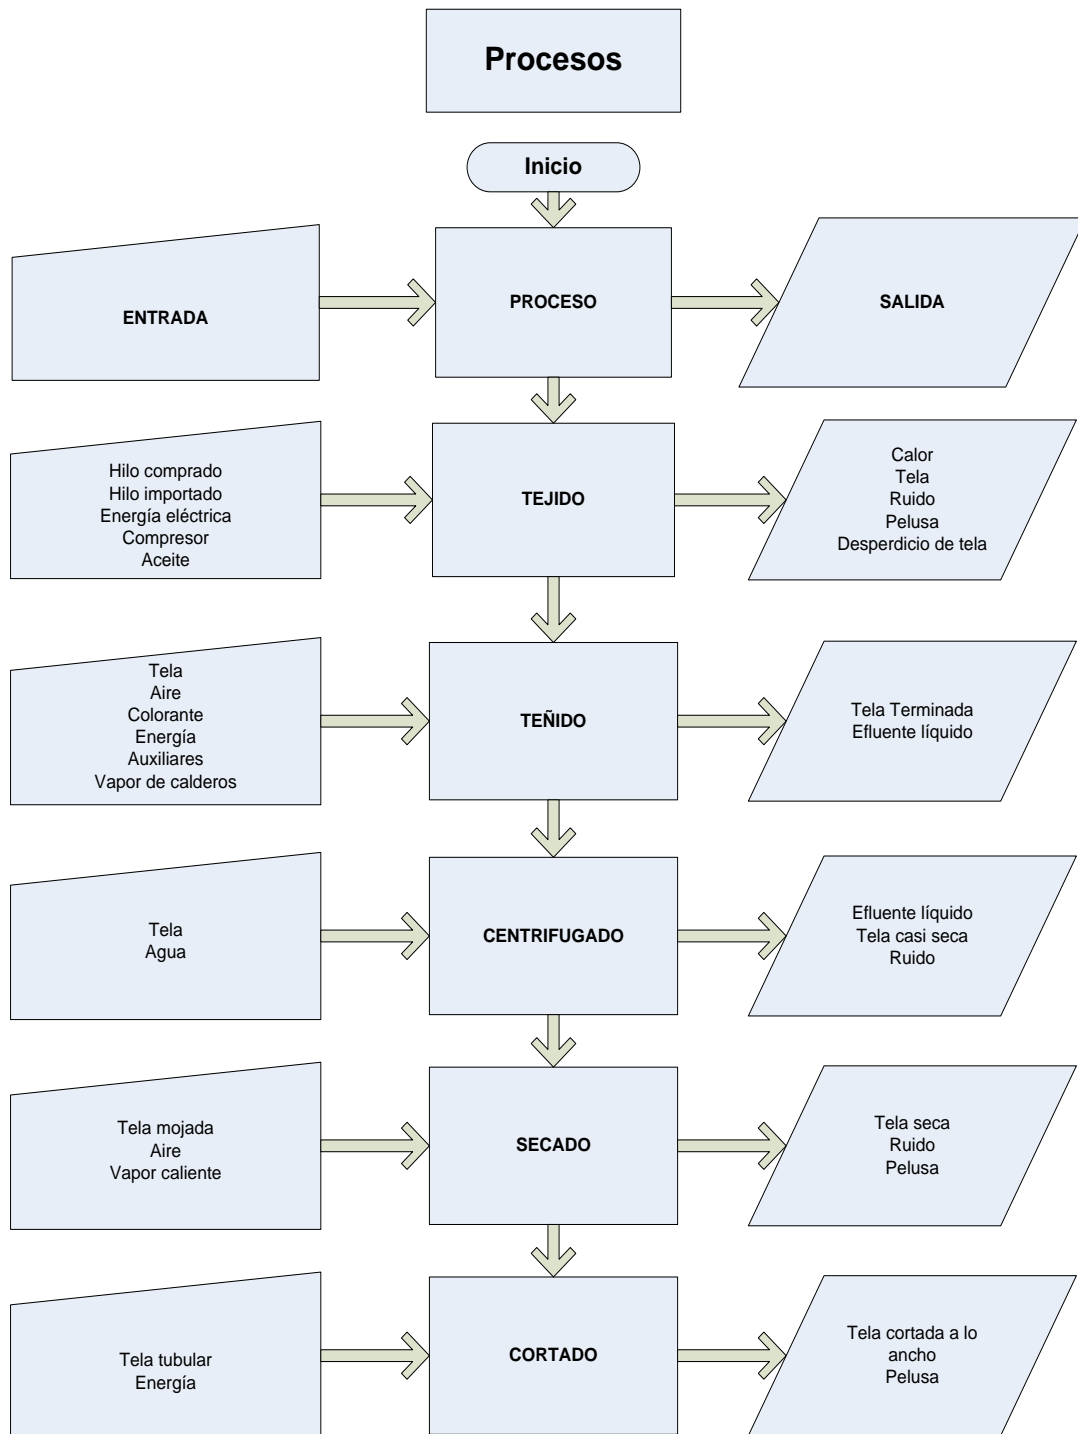 Procesos
Inicio
ENTRADA
PROCESO
SALIDA
Hilo comprado
Hilo importado
Energía eléctrica
Compresor
Aceite
TEJIDO
Calor
Tela
Ruido
Pelusa
Desperdicio de tela
Tela
Aire
Colorante
Energía
Auxiliares
Vapor de calderos
TEÑIDO
Tela Terminada
Efluente líquido
Tela
Agua
CENTRIFUGADO
Efluente líquido
Tela casi seca
Ruido
Tela mojada
Aire
Vapor caliente
SECADO
Tela seca
Ruido
Pelusa
Tela tubular
Energía
CORTADO
Tela cortada a lo
ancho
Pelusa